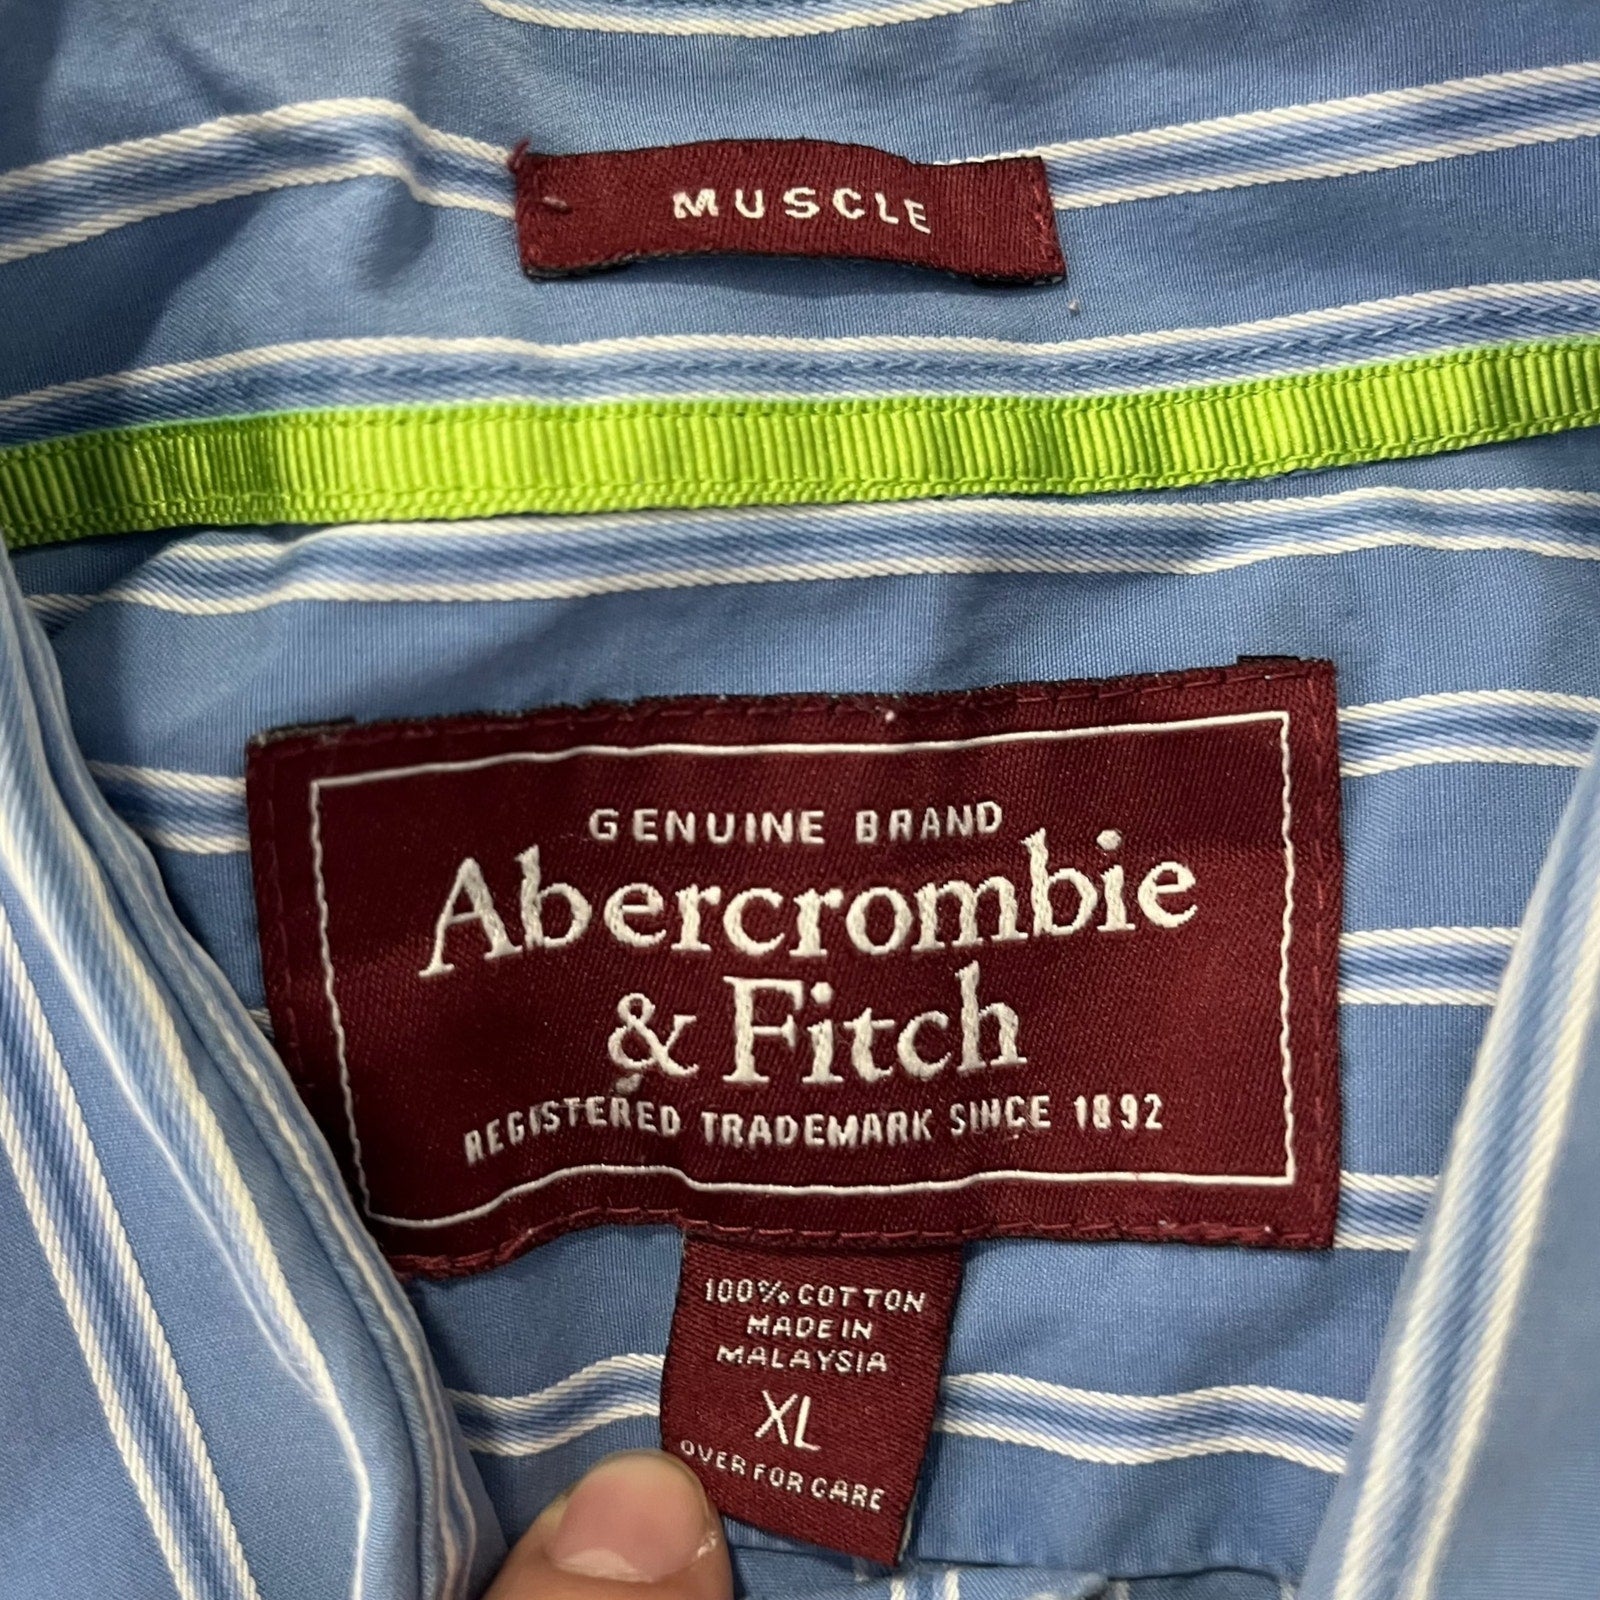 MUSCLE
GENUINE BRAND
Abercrombie
& Fitch
REGISTERED TRADEMARK SINCE 1892
100% COTTON
MADE IN
MALAYSIA
XL
OVER FOR CARE